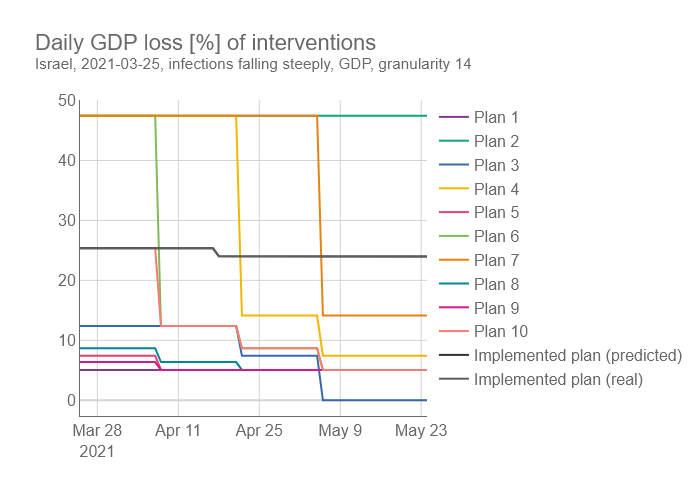 Daily GDP loss [%] of interventions
Israel, 2021-03-25, infections falling steeply, GDP, granularity 14
50
40
30
20
10
0
Mar 28
2021
Apr 11
Apr 25
May 9
May 23
Plan 1
Plan 2
Plan 3
Plan 4
Plan 5
Plan 6
Plan 7
Plan 8
Plan 9
Plan 10
Implemented plan (predicted)
Implemented plan (real)